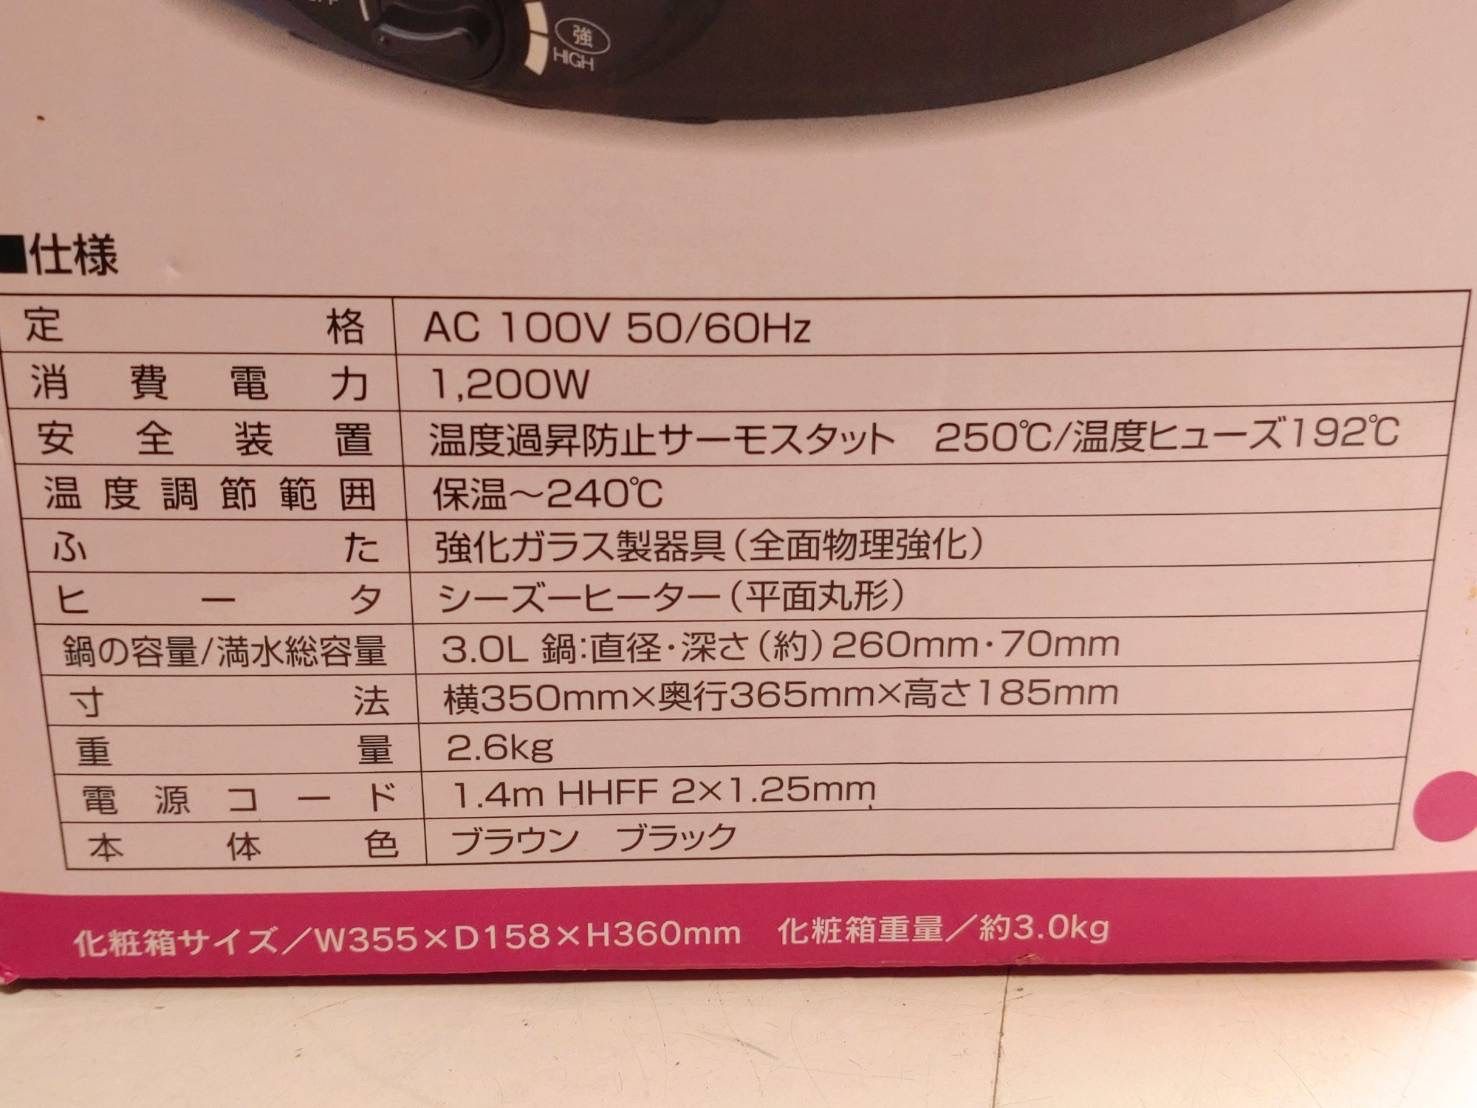 強
HIGH
■仕様
定格 AC 100V 50/60Hz
消費電力 1,200W
安全装置 温度過昇防止サーモスタット 250℃/温度ヒューズ192℃
温度調節範囲 保温～240℃
ふた 強化ガラス製器具(全面物理強化)
ヒータ シーズーヒーター(平面丸形)
鍋の容量/満水総容量 3.0L 鍋:直径・深さ(約)260mm・70mm
寸法 横350mm×奥行365mm×高さ185mm
重量 2.6kg
電源コード 1.4m HHFF 2×1.25mm
本体色 ブラウン ブラック
化粧箱サイズ/W355×D158×H360mm 化粧箱重量/約3.0kg